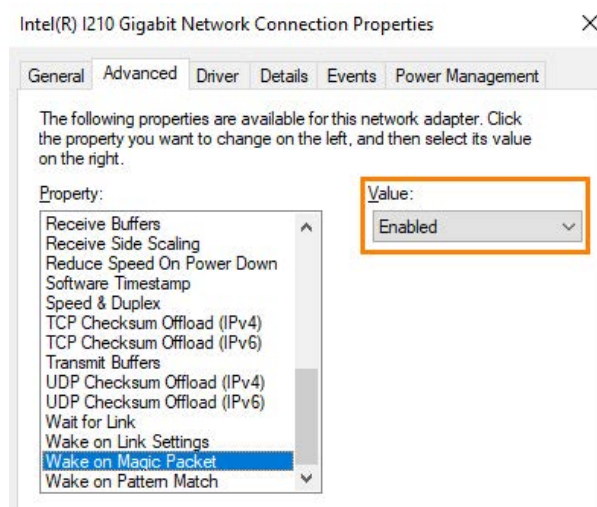 Intel(R) I210 Gigabit Network Connection Properties
General Advanced Driver Details Events Power Management
The following properties are available for this network adapter. Click
the property you want to change on the left, and then select its value
on the right.
Property:
Value:
Enabled
Receive Buffers
Receive Side Scaling
Reduce Speed On Power Down
Software Timestamp
Speed & Duplex
TCP Checksum Offload (IPv4)
TCP Checksum Offload (IPv6)
Transmit Buffers
UDP Checksum Offload (IPv4)
UDP Checksum Offload (IPv6)
Wait for Link
Wake on Link Settings
Wake on Magic Packet
Wake on Pattern Match